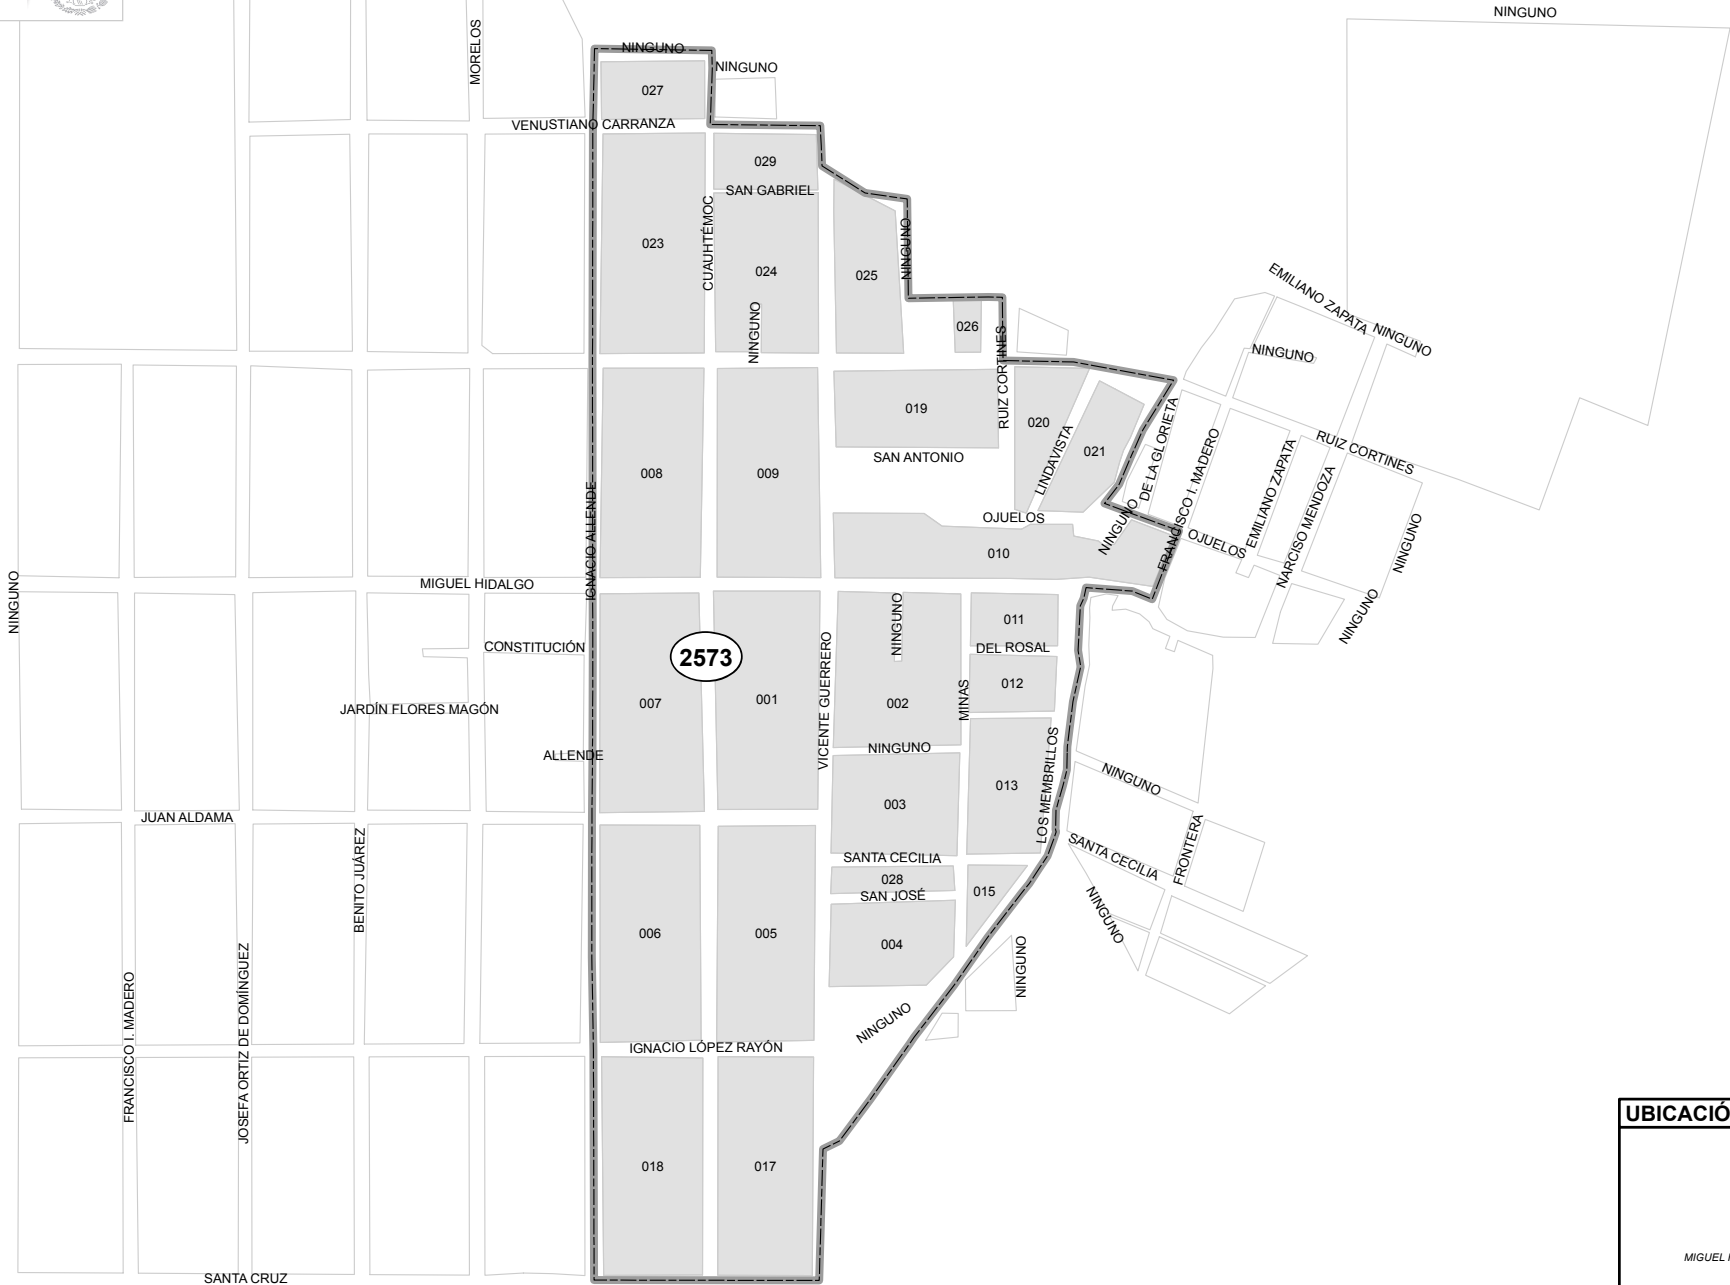 NINGUNO
MORELOS
NINGUNO
NINGUNO
027
VENUSTIANO CARRANZA
029
SAN GABRIEL
CUAUHTÉMOC
023
NINGUNO
024
025
NINGUNO
026
RUIZ CORTINES
EMILIANO ZAPATA
NINGUNO
NINGUNO
019
020
LINDAVISTA
021
DE LA GLORIETA
FRANCISCO I. MADERO
RUIZ CORTINES
EMILIANO ZAPATA
NARCISO MENDOZA
SAN ANTONIO
008
009
IGNACIO ALLENDE
OJUELOS
NINGUNO
OJUELOS
NINGUNO
010
NINGUNO
MIGUEL HIDALGO
NINGUNO
NINGUNO
011
CONSTITUCIÓN
DEL ROSAL
2573
VICENTE GUERRERO
012
MINAS
007
001
002
JARDÍN FLORES MAGÓN
NINGUNO
ALLENDE
LOS MEMBRILLOS
013
NINGUNO
003
JUAN ALDAMA
BENITO JUÁREZ
SANTA CECILIA
SANTA CECILIA
FRONTERA
028
SAN JOSÉ
015
NINGUNO
006
005
004
NINGUNO
NINGUNO
FRANCISCO I. MADERO
JOSEFA ORTIZ DE DOMÍNGUEZ
IGNACIO LÓPEZ RAYÓN
UBICACIÓ
018
017
MIGUEL
SANTA CRUZ